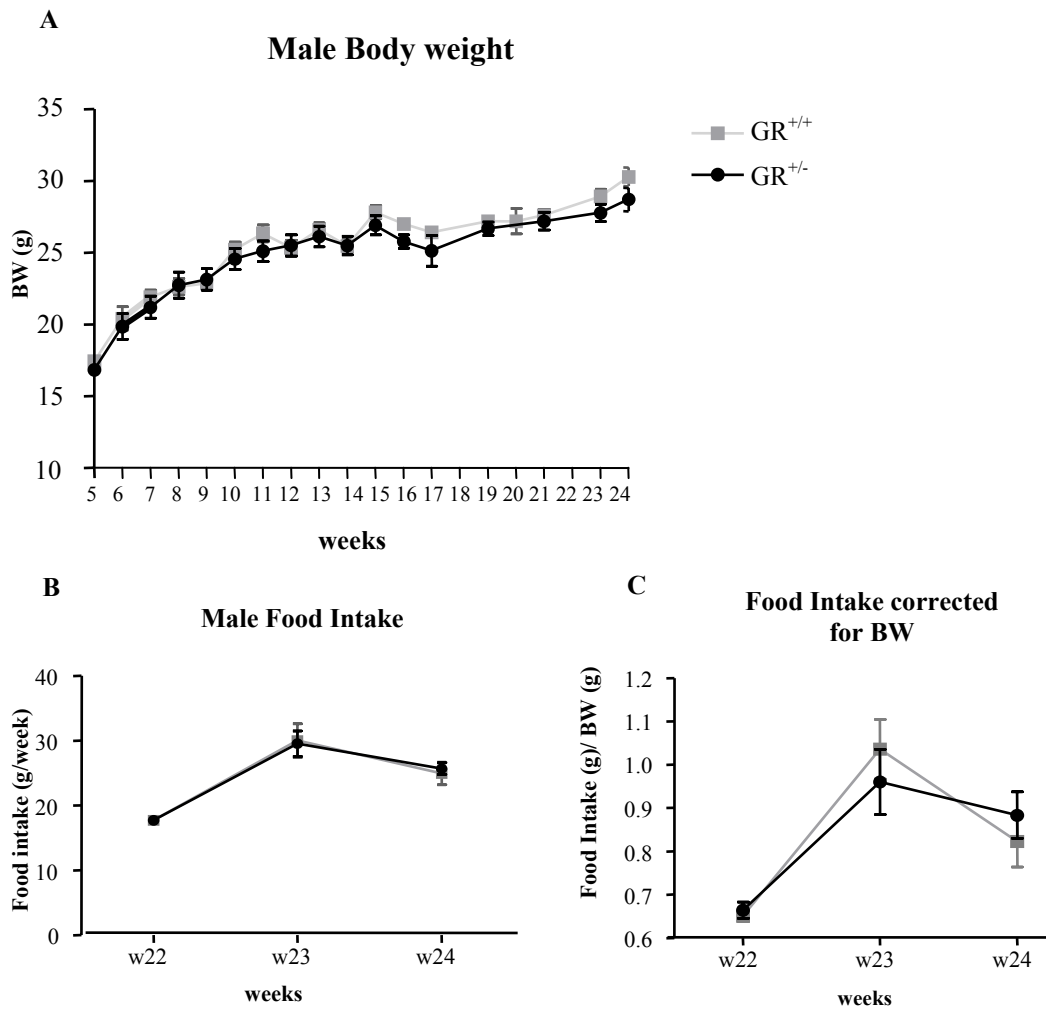 A
Male Body weight
35
30
25
20
15
10
BW (g)
5 6 7 8 9 10 11 12 13 14 15 16 17 18 19 20 21 22 23 24
weeks
GR+/+
GR+/-
B
Male Food Intake
40
30
20
10
0
Food intake (g/week)
w22 w23 w24
weeks
C
Food Intake corrected
for BW
1.2
1.1
1.0
0.9
0.8
0.7
0.6
Food Intake (g)/ BW (g)
w22 w23 w24
weeks